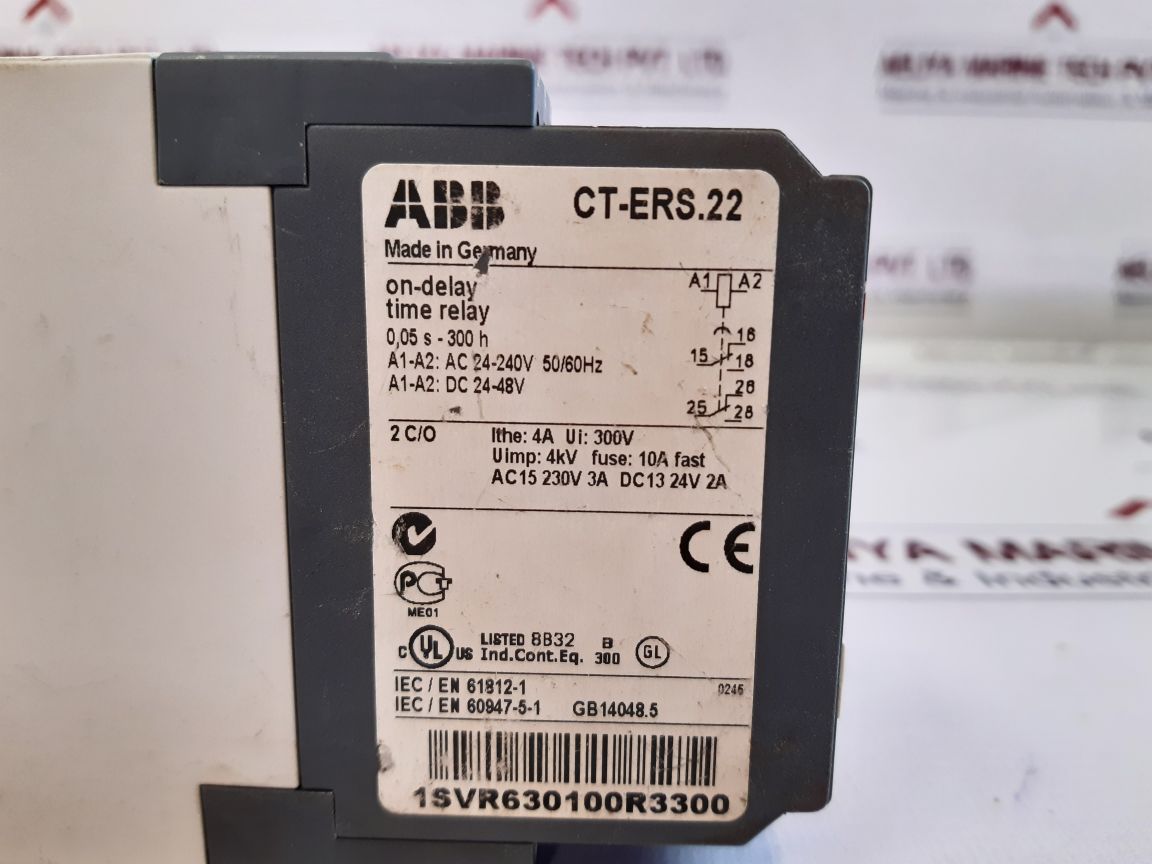 ABB CT-ERS.22
Made in Germany
on-delay
time relay
0,05 s - 300 h
A1-A2: AC 24-240V 50/60Hz
A1-A2: DC 24-48V
A1 A2
16
15 18
26
25 28
2 C/O Ithe: 4A Ui: 300V
Uimp: 4kV fuse: 10A fast
AC15 230V 3A DC13 24V 2A
CE
PCT
ME01
C UL US LISTED 8B32 B GL
Ind.Cont.Eq. 300
IEC / EN 61812-1 0246
IEC / EN 60947-5-1 GB14048.5
1SVR630100R3300